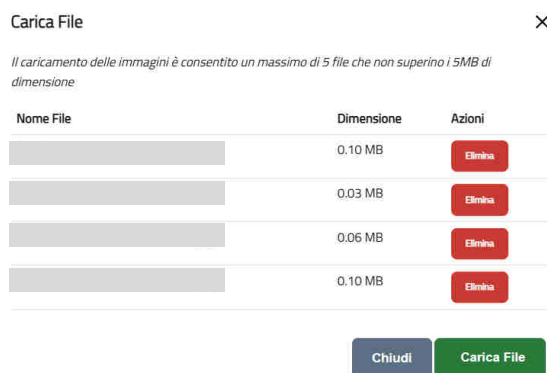 Carica File
Il caricamento delle immagini è consentito un massimo di 5 file che non superino i 5MB di
dimensione
Nome File Dimensione Azioni
0.10 MB Elimina
0.03 MB Elimina
0.06 MB Elimina
0.10 MB Elimina
Chiudi Carica File